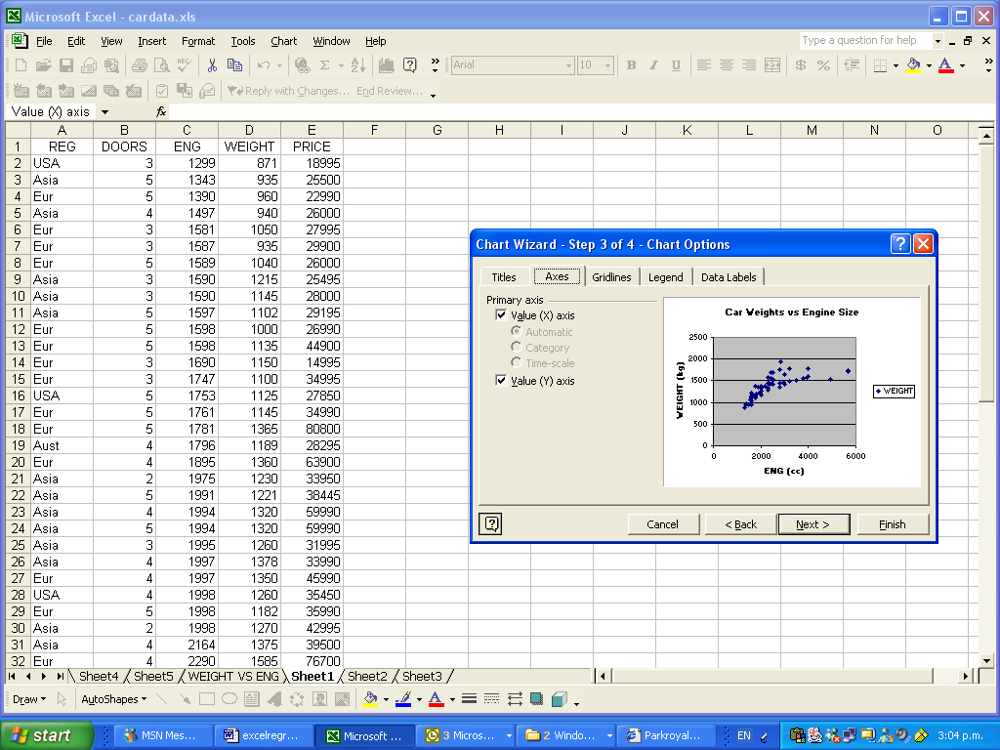 Microsoft Excel - cardata.xls
File Edit View Insert Format Tools Chart Window Help
Type a question for help
Arial 10 B I U $ %
Reply with Changes... End Review...
Value (X) axis fx
A B C D E F G H I J K L M N O
1 REG DOORS ENG WEIGHT PRICE
2 USA 3 1299 871 18995
3 Asia 5 1343 935 25500
4 Eur 5 1390 960 22990
5 Asia 4 1497 940 26000
6 Eur 3 1581 1050 27995
7 Eur 3 1587 935 29900
8 Eur 5 1589 1040 26000
9 Asia 3 1590 1215 25495
10 Asia 3 1590 1145 28000
11 Asia 5 1597 1102 29195
12 Eur 5 1598 1000 26990
13 Eur 5 1598 1135 44900
14 Eur 3 1690 1150 14995
15 Eur 3 1747 1100 34995
16 USA 5 1753 1125 27850
17 Eur 5 1761 1145 34990
18 Eur 5 1781 1365 80800
19 Aust 4 1796 1189 28295
20 Eur 4 1895 1360 63900
21 Asia 2 1975 1230 33950
22 Asia 5 1991 1221 38445
23 Asia 4 1994 1320 59990
24 Asia 5 1994 1320 59990
25 Asia 3 1995 1260 31995
26 Asia 4 1997 1378 33990
27 Eur 4 1997 1350 45990
28 USA 4 1998 1260 35450
29 Eur 5 1998 1182 35990
30 Asia 2 1998 1270 42995
31 Asia 4 2164 1375 39500
32 Eur 4 2290 1585 76700
Chart Wizard - Step 3 of 4 - Chart Options
Titles Axes Gridlines Legend Data Labels
Primary axis
Value (X) axis
Automatic
Category
Time-scale
Value (Y) axis
Car Weights vs Engine Size
WEIGHT (kg)
2500
2000
1500
1000
500
0
0 2000 4000 6000
ENG (cc)
WEIGHT
Cancel < Back Next > Finish
Sheet4 Sheet5 WEIGHT VS ENG Sheet1 Sheet2 Sheet3
Draw AutoShapes
start MSN Mes... excelregr... Microsoft ... 3 Micros... 2 Windo... Parkroyal... EN 3:04 p.m.